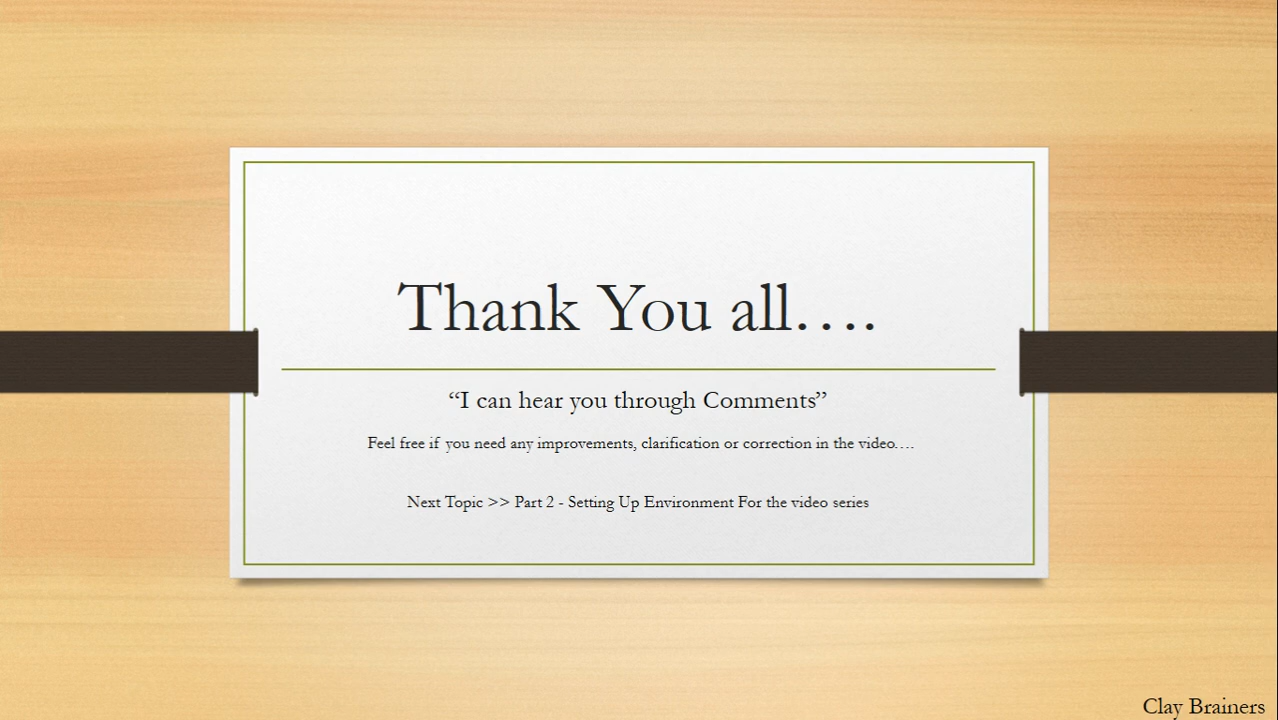 Thank You all….
“I can hear you through Comments”
Feel free if you need any improvements, clarification or correction in the video….
Next Topic >> Part 2 - Setting Up Environment For the video series
Clay Brainers